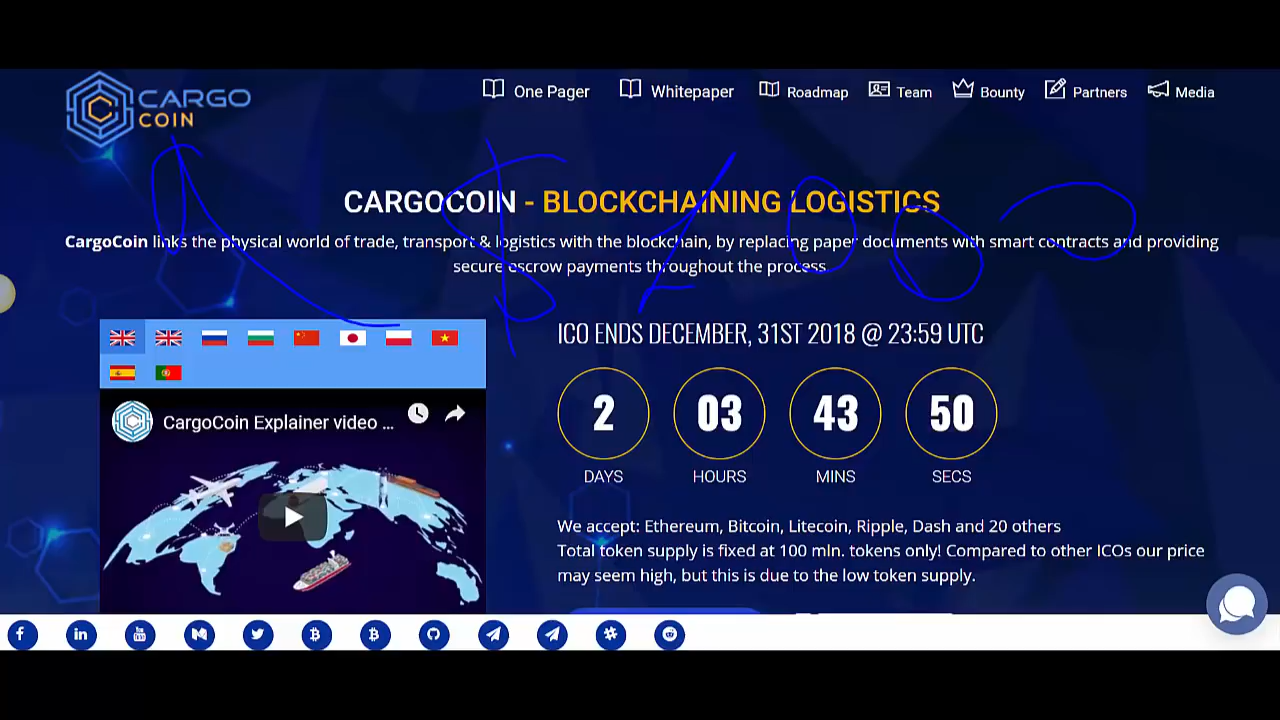 CARGO
COIN
One Pager
Whitepaper
Roadmap
Team
Bounty
Partners
Media
CARGOCOIN - BLOCKCHAINING LOGISTICS
CargoCoin links the physical world of trade, transport & logistics with the blockchain, by replacing paper documents with smart contracts and providing
secure escrow payments throughout the process.
ICO ENDS DECEMBER, 31ST 2018 @ 23:59 UTC
2
03
43
50
DAYS
HOURS
MINS
SECS
CargoCoin Explainer video ...
We accept: Ethereum, Bitcoin, Litecoin, Ripple, Dash and 20 others
Total token supply is fixed at 100 mln. tokens only! Compared to other ICOs our price
may seem high, but this is due to the low token supply.